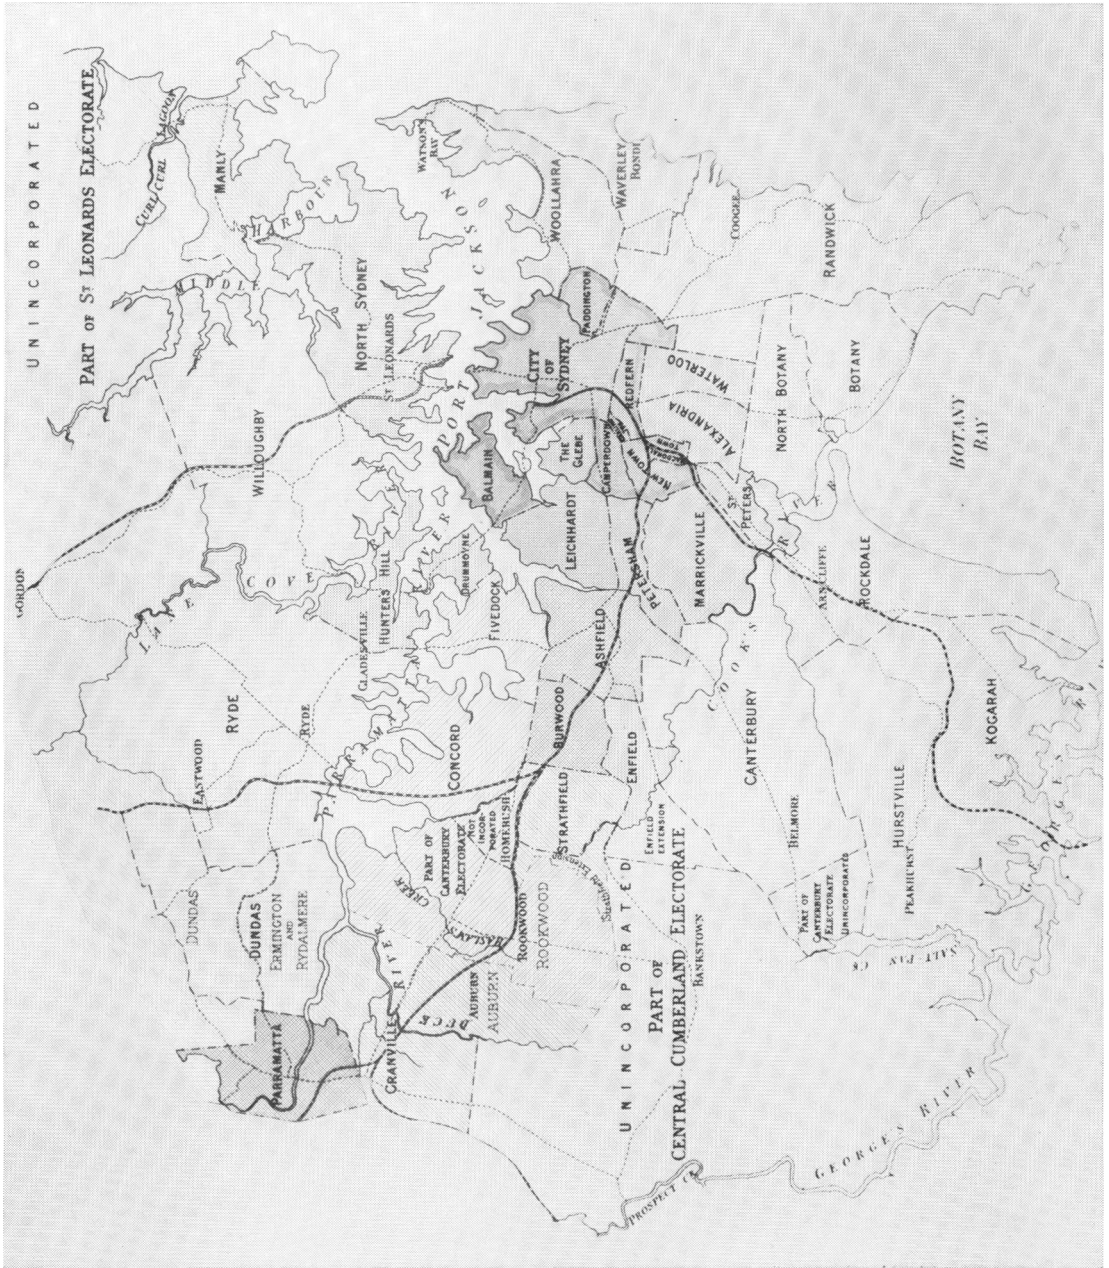 UNINCORPORATED
PART OF ST LEONARDS ELECTORATE
CURL CURL
LAGOON
MANLY
HARBOUR
MIDDLE
WATSONS
BAY
PORT
JACKSON
WOOLLAHRA
WAVERLEY
BONDI
COOGEE
RANDWICK
NORTH SYDNEY
ST LEONARDS
WILLOUGHBY
GORDON
LANE
COVE
RIVER
HUNTERS HILL
GLADESVILLE
RYDE
RYDE
EASTWOOD
PARRAMATTA
RIVER
DRUMMOYNE
FIVEDOCK
BALMAIN
CITY
OF
SYDNEY
PADDINGTON
REDFERN
WATERLOO
ALEXANDRIA
THE
GLEBE
CAMPERDOWN
NEWTOWN
MACDONALD
TOWN
LEICHHARDT
PETERSHAM
MARRICKVILLE
ST
PETERS
NORTH BOTANY
BOTANY
BOTANY
BAY
COOKS
RIVER
ARNCLIFFE
ROCKDALE
ASHFIELD
BURWOOD
ENFIELD
CONCORD
STRATHFIELD
ENFIELD
EXTENSION
CANTERBURY
BELMORE
HURSTVILLE
PEAKHURST
KOGARAH
PART OF
CANTERBURY
ELECTORATE
UNINCORPORATED
SALT PAN CK
PART OF
CANTERBURY
ELECTORATE
NOT
INCOR-
PORATED
HOMEBUSH
HASLAM'S
CREEK
ROOKWOOD
ROOKWOOD
AUBURN
AUBURN
DUCK
RIVER
DUNDAS
DUNDAS
ERMINGTON
AND
RYDALMERE
PARRAMATTA
GRANVILLE
UNINCORPORATED
PART OF
CENTRAL CUMBERLAND ELECTORATE
BANKSTOWN
PROSPECT CK
GEORGES RIVER
GEORGES